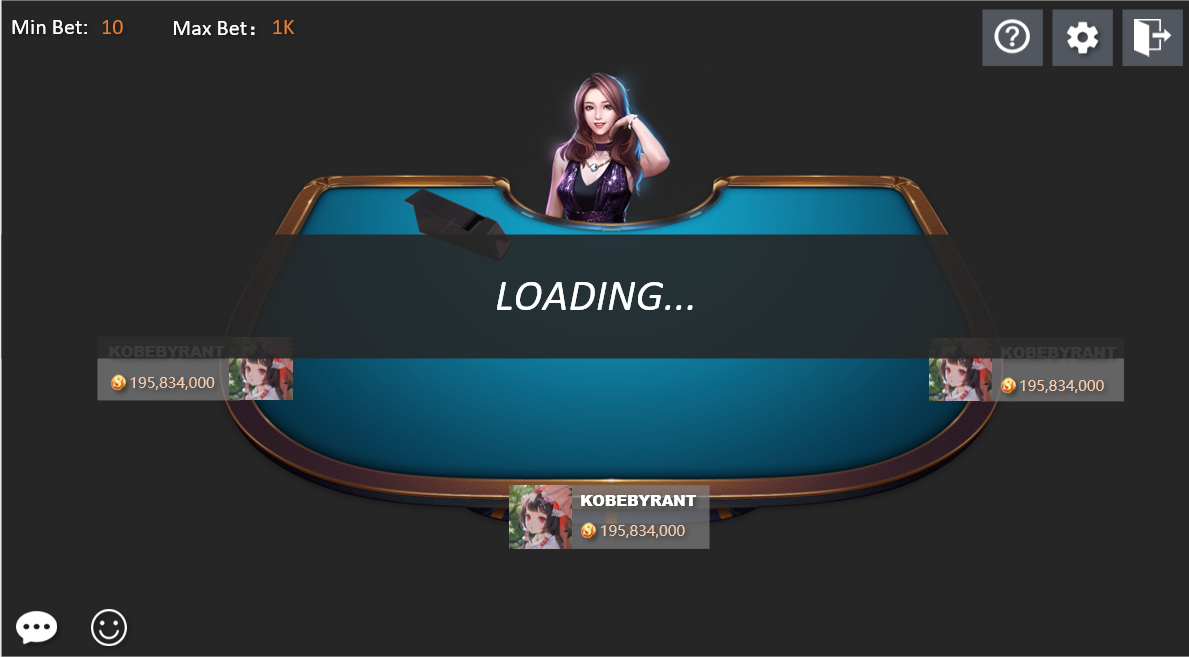 Min Bet: 10 Max Bet： 1K
LOADING...
KOBEBYRANT
195,834,000
KOBEBYRANT
195,834,000
KOBEBYRANT
195,834,000